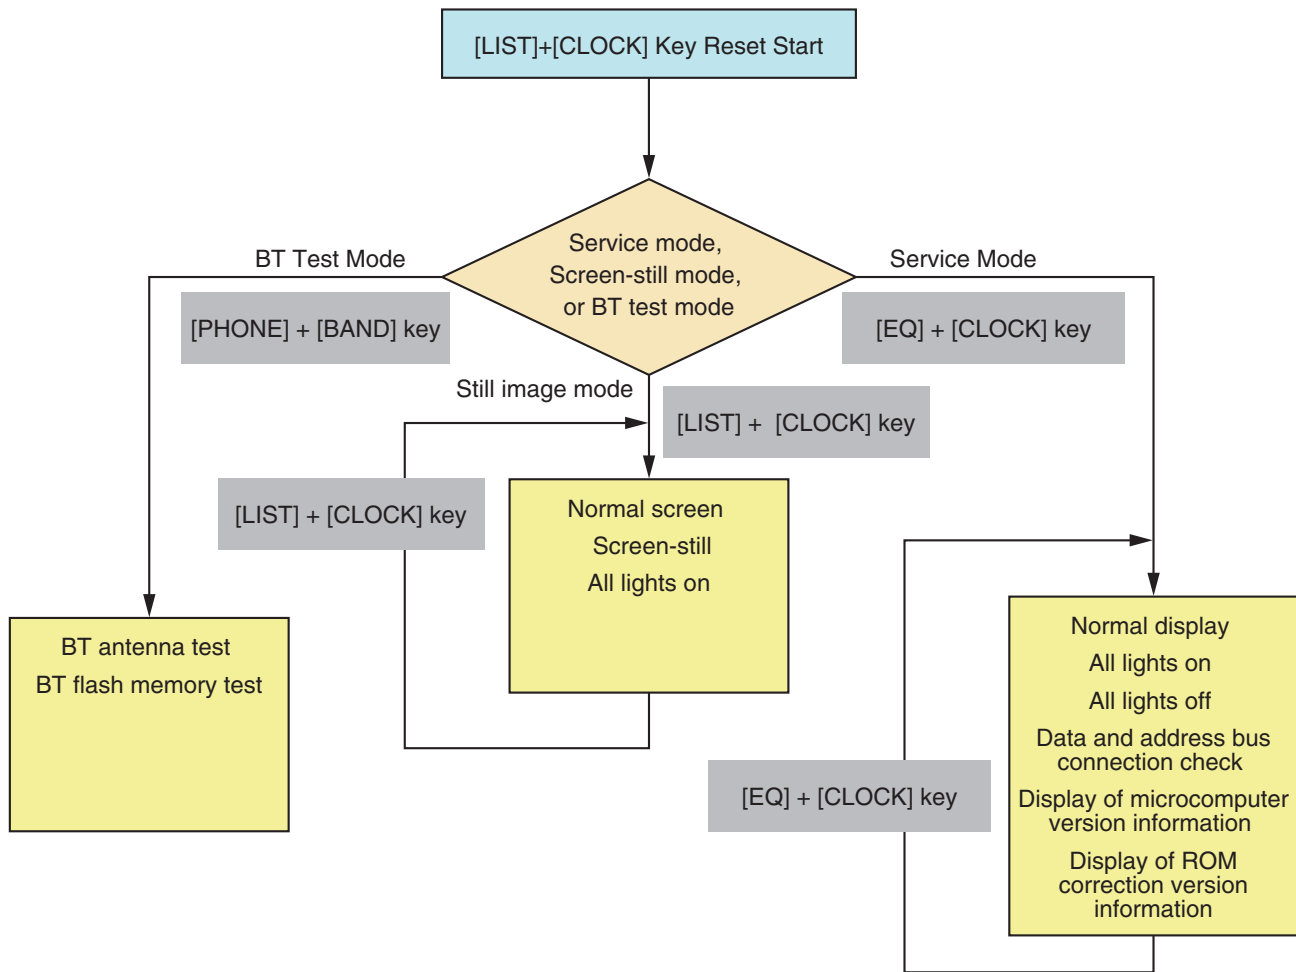 [LIST]+[CLOCK] Key Reset Start
Service mode,
Screen-still mode,
or BT test mode
BT Test Mode
[PHONE] + [BAND] key
Service Mode
[EQ] + [CLOCK] key
Still image mode
[LIST] + [CLOCK] key
[LIST] + [CLOCK] key
Normal screen
Screen-still
All lights on
BT antenna test
BT flash memory test
Normal display
All lights on
All lights off
Data and address bus
connection check
Display of microcomputer
version information
Display of ROM
correction version
information
[EQ] + [CLOCK] key